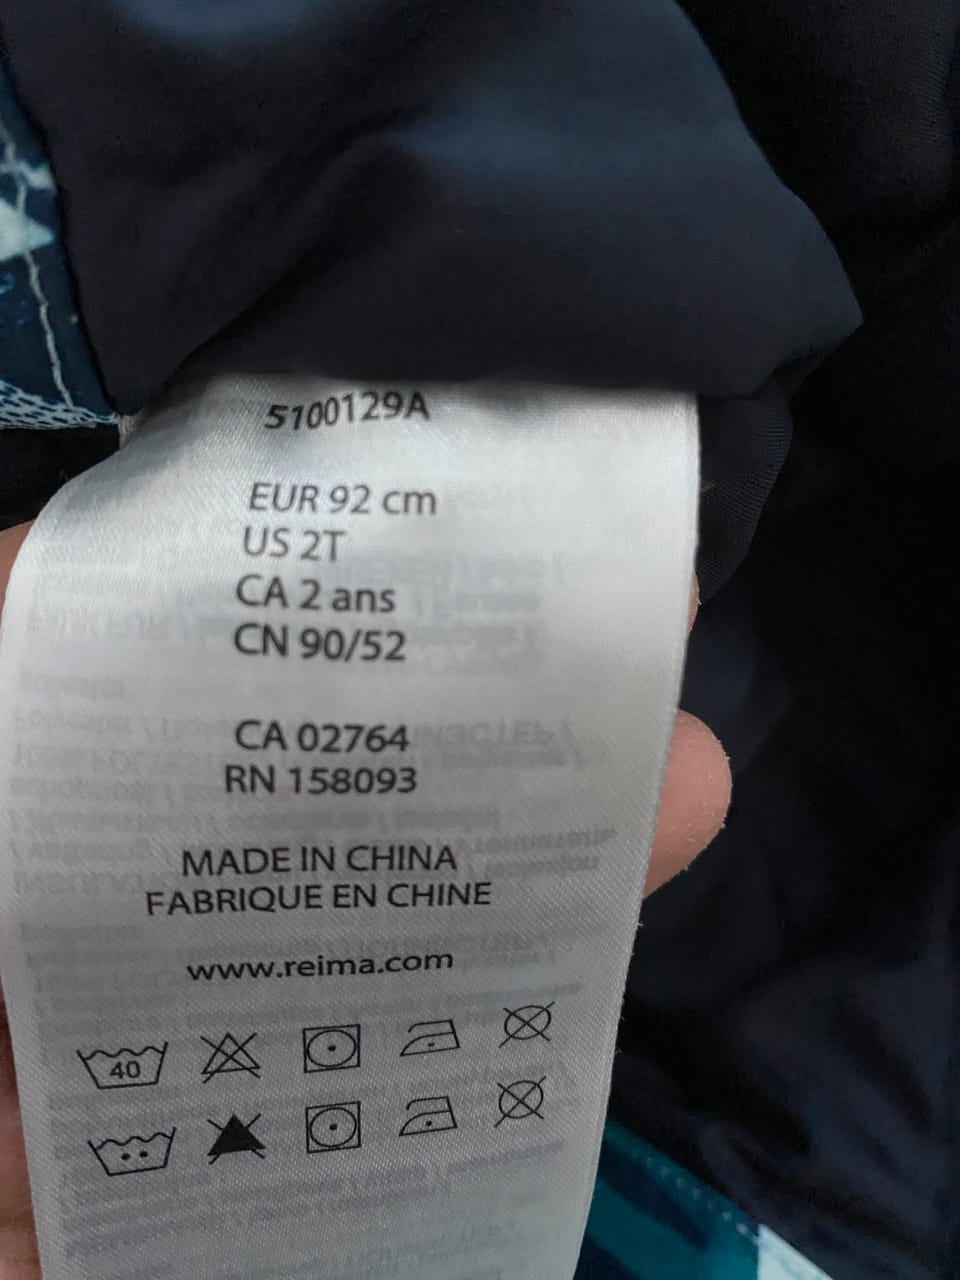 5100129A
EUR 92 cm
US 2T
CA 2 ans
CN 90/52
CA 02764
RN 158093
MADE IN CHINA
FABRIQUE EN CHINE
www.reima.com
40